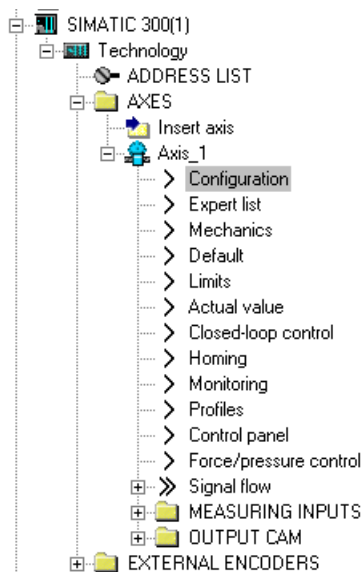 SIMATIC 300(1)
Technology
ADDRESS LIST
AXES
Insert axis
Axis_1
Configuration
Expert list
Mechanics
Default
Limits
Actual value
Closed-loop control
Homing
Monitoring
Profiles
Control panel
Force/pressure control
Signal flow
MEASURING INPUTS
OUTPUT CAM
EXTERNAL ENCODERS